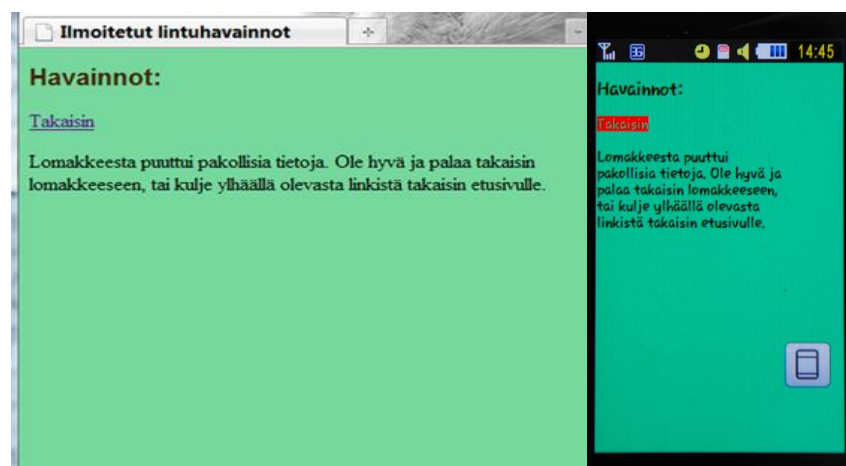 Ilmoitetut lintuhavainnot
Havainnot:
Takaisin
Lomakkeesta puuttui pakollisia tietoja. Ole hyvä ja palaa takaisin
lomakkeeseen, tai kulje ylhäällä olevasta linkistä takaisin etusivulle.
14:45
Havainnot:
Takaisin
Lomakkeesta puuttui
pakollisia tietoja. Ole hyvä ja
palaa takaisin lomakkeeseen,
tai kulje ylhäällä olevasta
linkistä takaisin etusivulle.